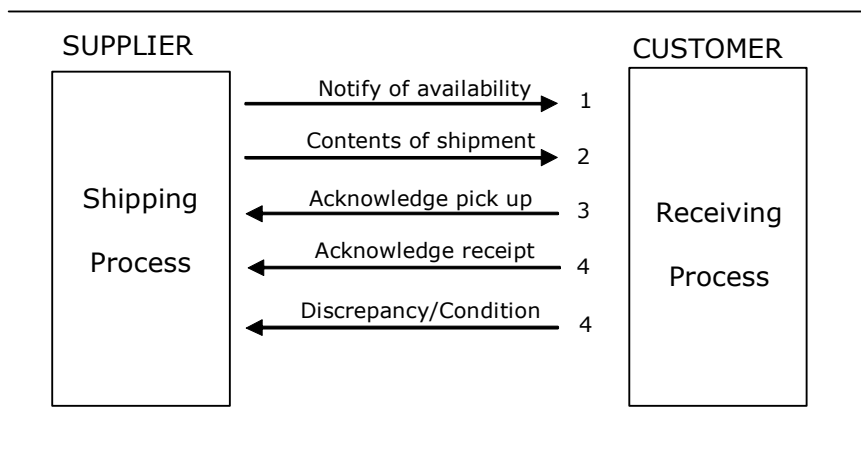 SUPPLIER
CUSTOMER
Notify of availability 1
Contents of shipment 2
Shipping
Process
Acknowledge pick up 3
Acknowledge receipt 4
Discrepancy/Condition 4
Receiving
Process